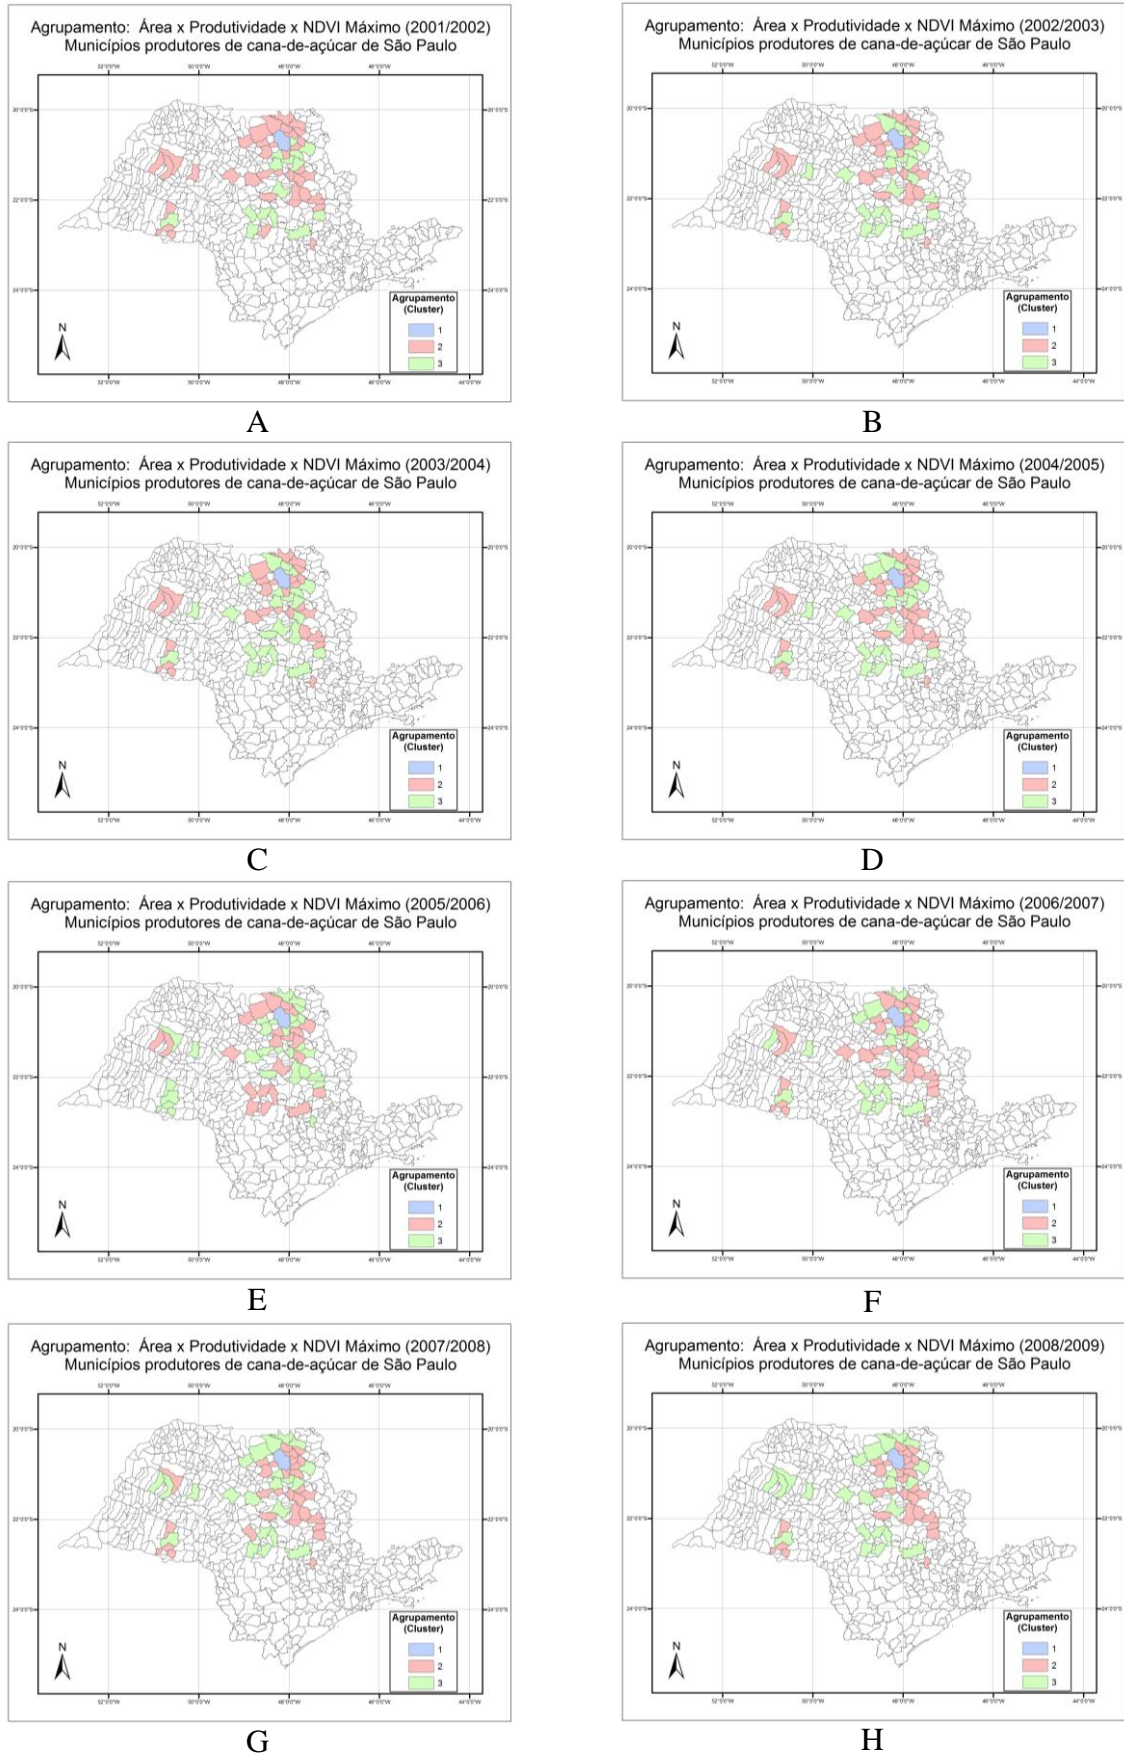 Agrupamento: Área x Produtividade x NDVI Máximo (2001/2002)
Municípios produtores de cana-de-açúcar de São Paulo
Agrupamento
(Cluster)
1
2
3
N
A
Agrupamento: Área x Produtividade x NDVI Máximo (2002/2003)
Municípios produtores de cana-de-açúcar de São Paulo
Agrupamento
(Cluster)
1
2
3
N
B
Agrupamento: Área x Produtividade x NDVI Máximo (2003/2004)
Municípios produtores de cana-de-açúcar de São Paulo
Agrupamento
(Cluster)
1
2
3
N
C
Agrupamento: Área x Produtividade x NDVI Máximo (2004/2005)
Municípios produtores de cana-de-açúcar de São Paulo
Agrupamento
(Cluster)
1
2
3
N
D
Agrupamento: Área x Produtividade x NDVI Máximo (2005/2006)
Municípios produtores de cana-de-açúcar de São Paulo
Agrupamento
(Cluster)
1
2
3
N
E
Agrupamento: Área x Produtividade x NDVI Máximo (2006/2007)
Municípios produtores de cana-de-açúcar de São Paulo
Agrupamento
(Cluster)
1
2
3
N
F
Agrupamento: Área x Produtividade x NDVI Máximo (2007/2008)
Municípios produtores de cana-de-açúcar de São Paulo
Agrupamento
(Cluster)
1
2
3
N
G
Agrupamento: Área x Produtividade x NDVI Máximo (2008/2009)
Municípios produtores de cana-de-açúcar de São Paulo
Agrupamento
(Cluster)
1
2
3
N
H